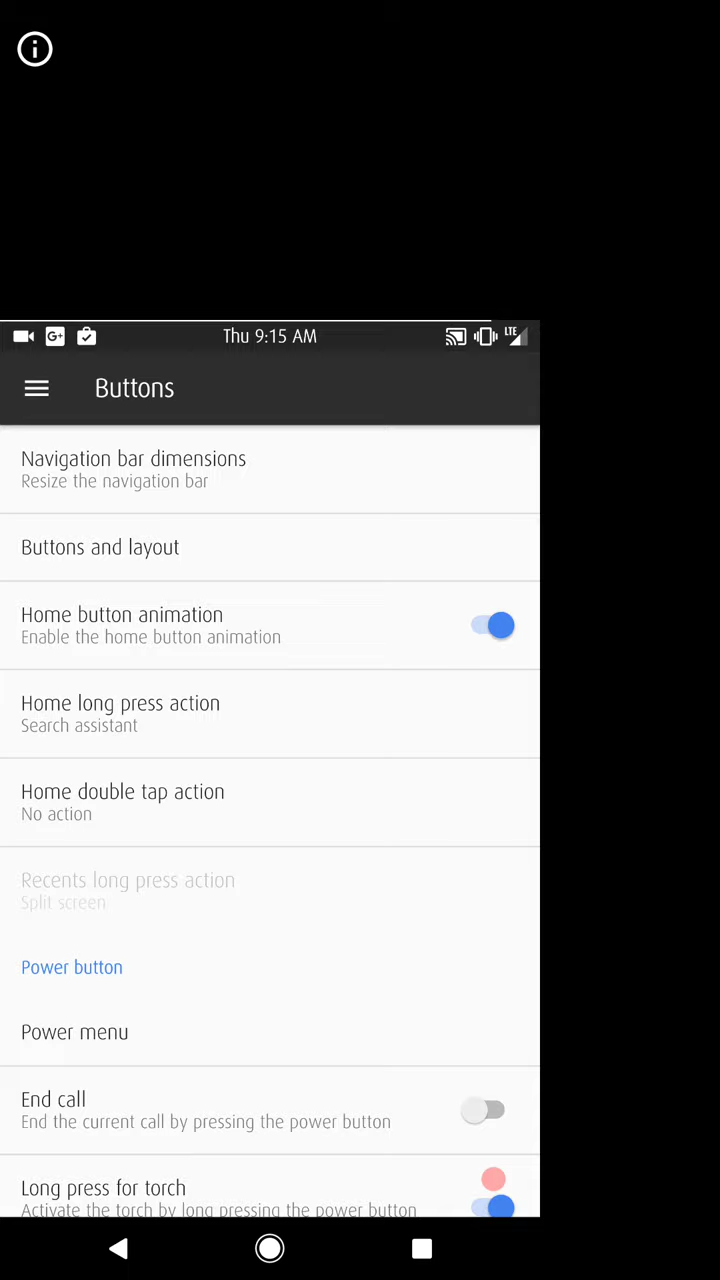 Thu 9:15 AM
LTE
Buttons
Navigation bar dimensions
Resize the navigation bar
Buttons and layout
Home button animation
Enable the home button animation
Home long press action
Search assistant
Home double tap action
No action
Recents long press action
Split screen
Power button
Power menu
End call
End the current call by pressing the power button
Long press for torch
Activate the torch by long pressing the power button